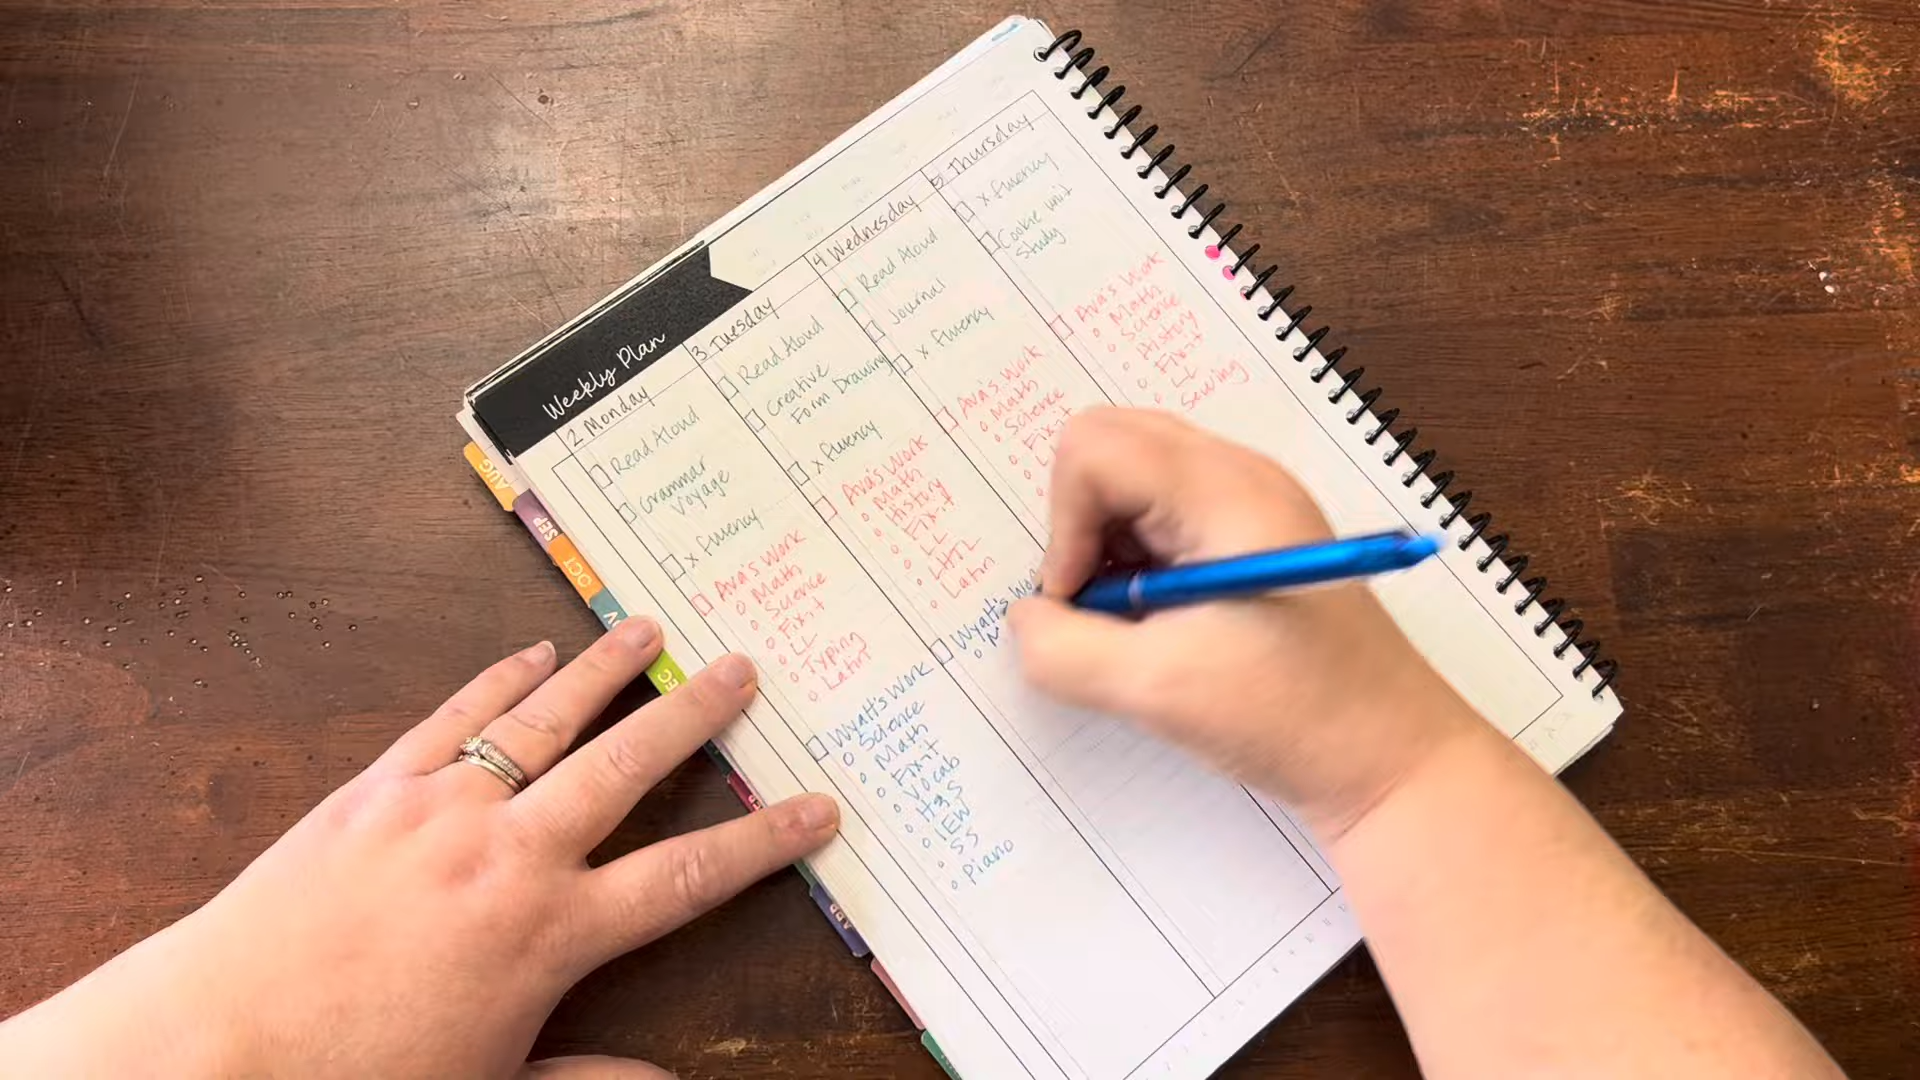 Weekly Plan
2 Monday
Read Aloud
Grammar
Voyage
x fluency
Ava's Work
Math
Science
Fix-it
LL
Typing
Latin
Wyatt's Work
Science
Math
Fix-it
Vocab
H3S
IEW
SS
Piano
3 Tuesday
Read Aloud
Creative
Form Drawing
x fluency
Ava's Work
Math
History
Fix-it
LL
LHTL
Latin
Wyatt's
4 Wednesday
Read Aloud
Journal
x fluency
Ava's Work
Math
Science
Fix-it
5 Thursday
x fluency
Cookie unit
Study
Ava's Work
Math
Science
History
Fix-it
LL
Sewing
AUG
SEP
OCT